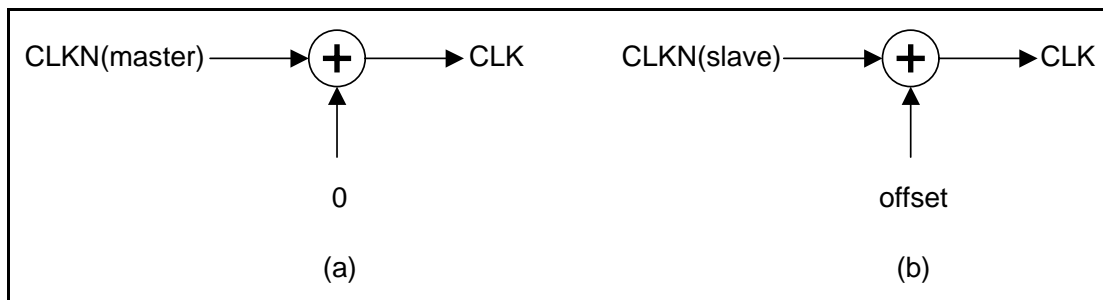 CLKN(master) + CLK
0
(a)
CLKN(slave) + CLK
offset
(b)